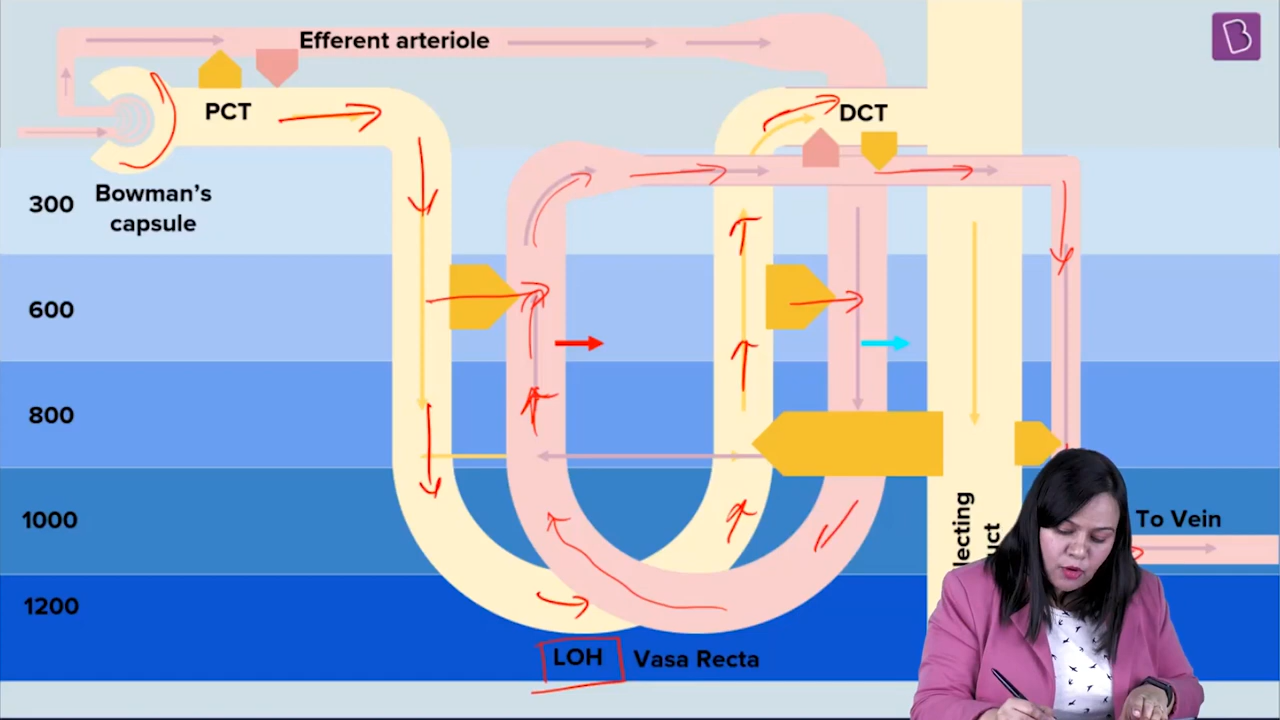 Efferent arteriole
PCT
DCT
300
Bowman's
capsule
600
800
1000
To Vein
1200
LOH
Vasa Recta